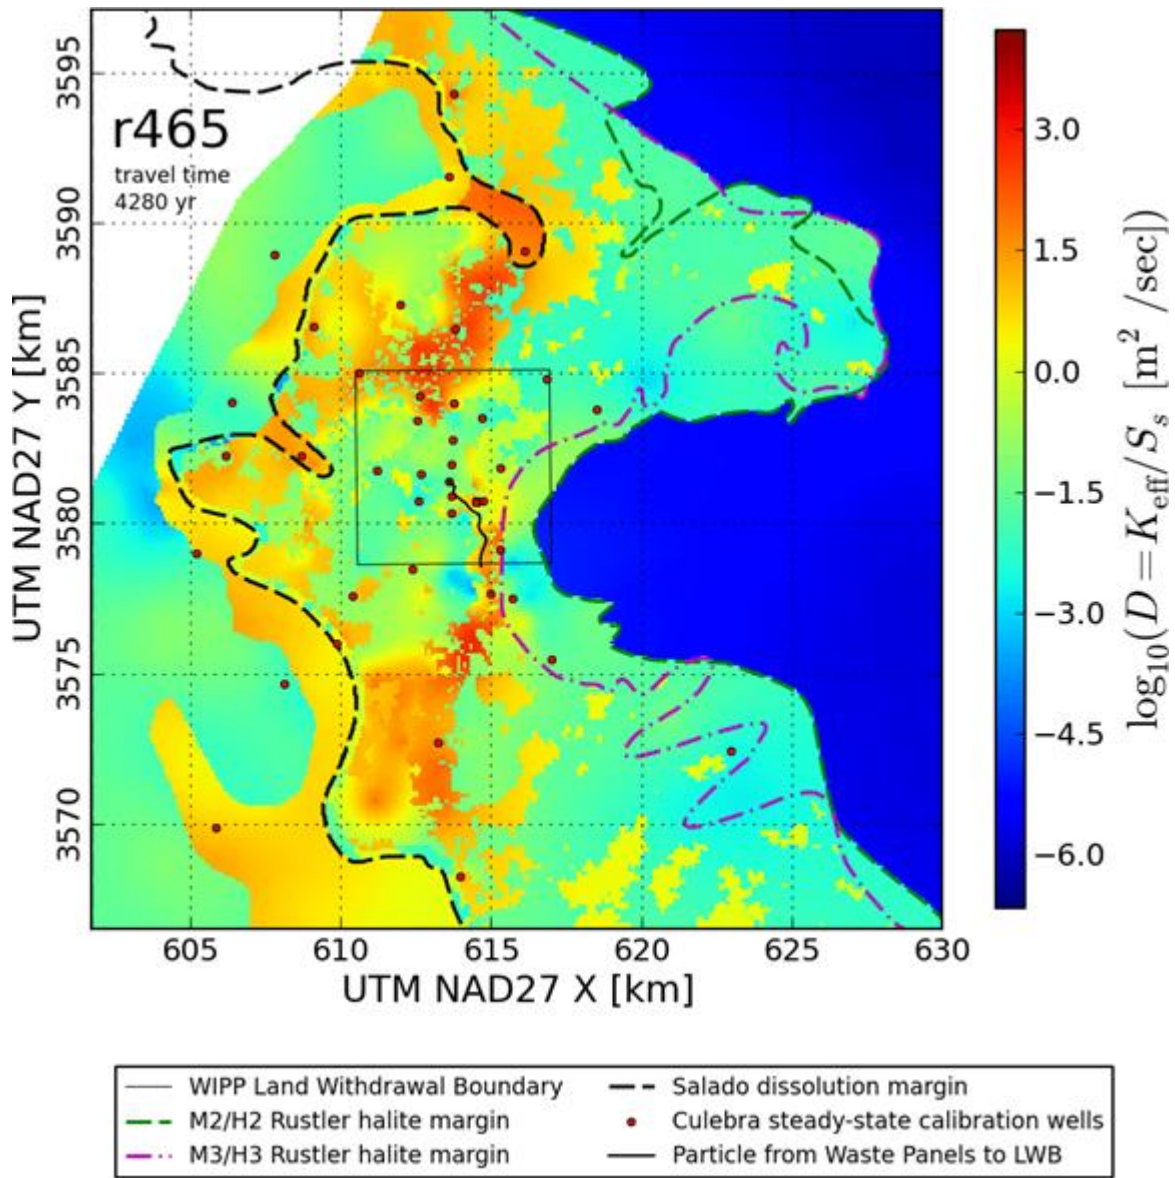 r465
travel time
4280 yr
UTM NAD27 Y [km]
3595
3590
3585
3580
3575
3570
605 610 615 620 625 630
UTM NAD27 X [km]
3.0
1.5
0.0
−1.5
−3.0
−4.5
−6.0
log₁₀(D = K_eff/S_s [m² /sec])
WIPP Land Withdrawal Boundary
M2/H2 Rustler halite margin
M3/H3 Rustler halite margin
Salado dissolution margin
Culebra steady-state calibration wells
Particle from Waste Panels to LWB